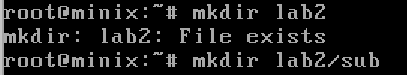 root@minix:~# mkdir lab2
mkdir: lab2: File exists
root@minix:~# mkdir lab2/sub